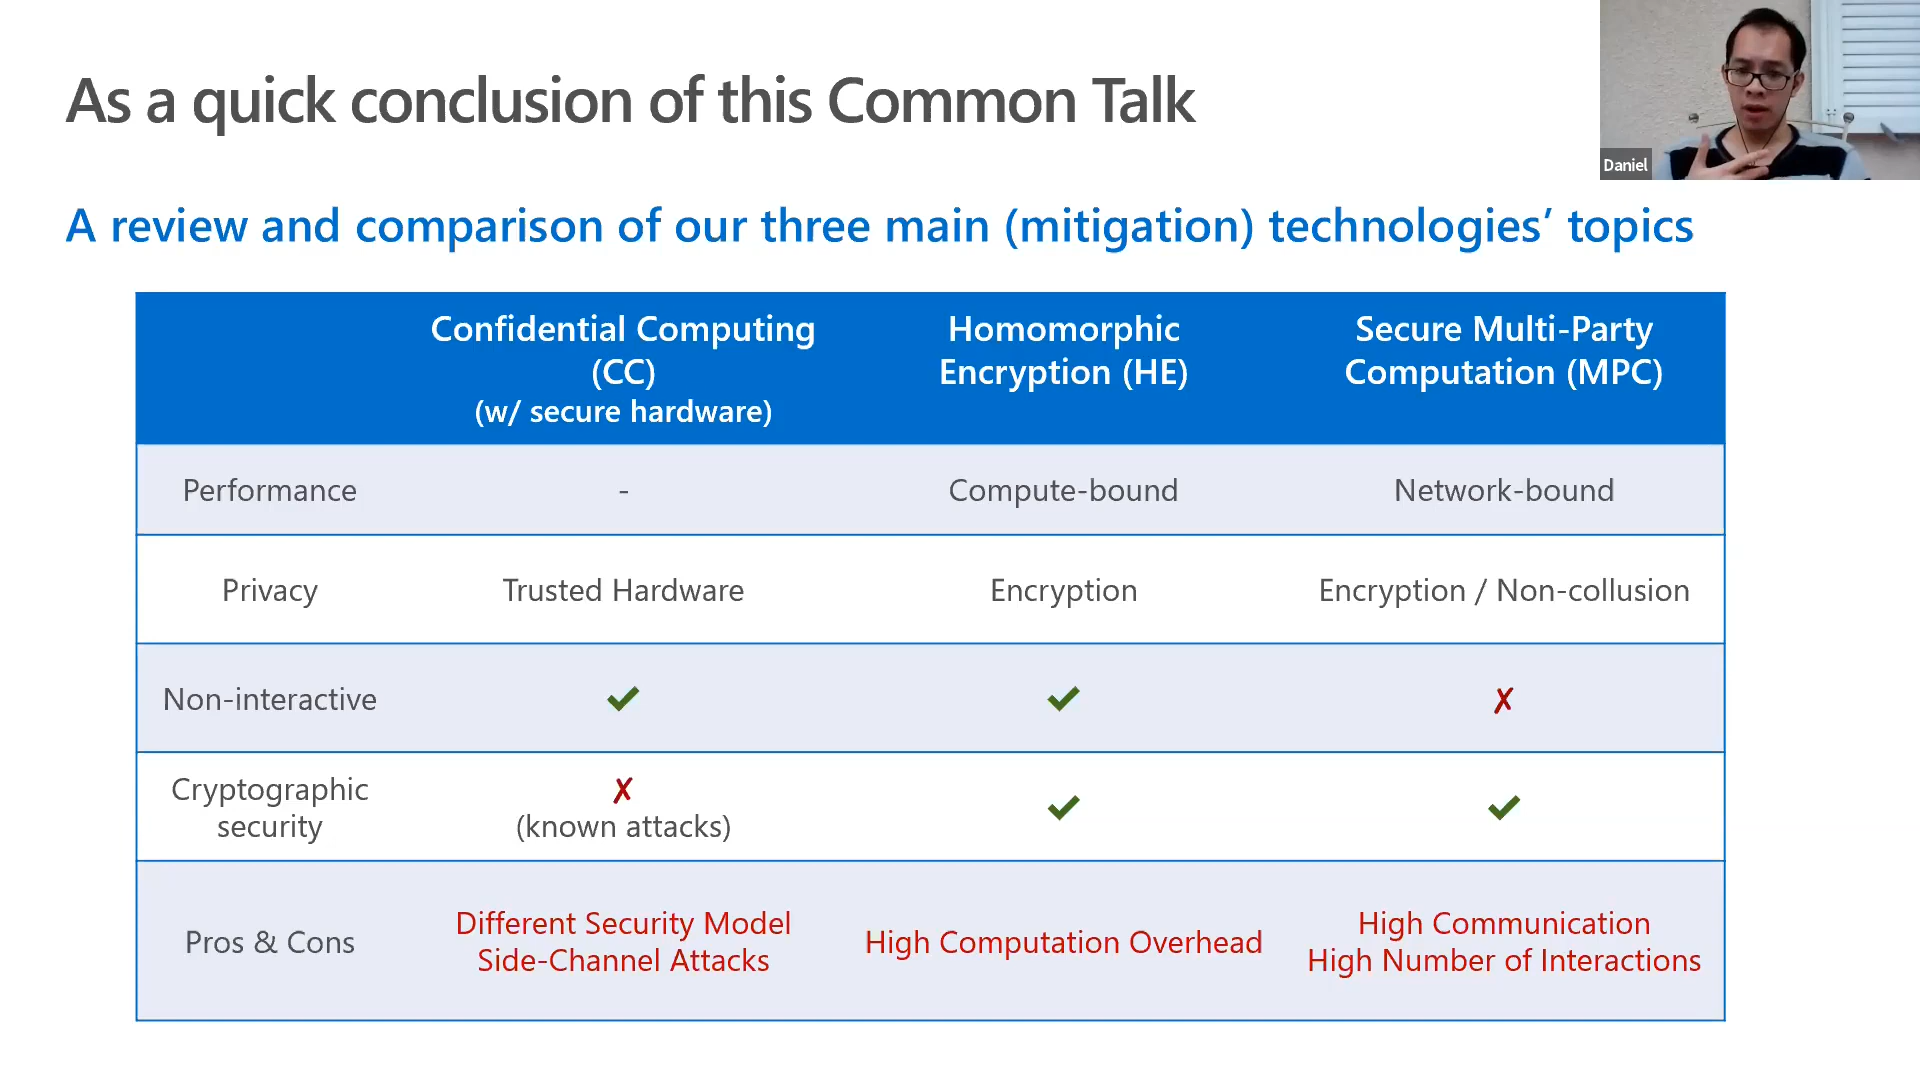 As a quick conclusion of this Common Talk
Daniel
A review and comparison of our three main (mitigation) technologies’ topics
Confidential Computing
(CC)
(w/ secure hardware)
Homomorphic
Encryption (HE)
Secure Multi-Party
Computation (MPC)
Performance
-
Compute-bound
Network-bound
Privacy
Trusted Hardware
Encryption
Encryption / Non-collusion
Non-interactive
✔
✔
✗
Cryptographic
security
✗
(known attacks)
✔
✔
Pros & Cons
Different Security Model
Side-Channel Attacks
High Computation Overhead
High Communication
High Number of Interactions